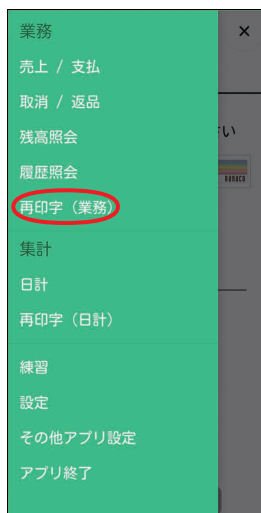 業務
×
売上 / 支払
取消 / 返品
残高照会
い
履歴照会
nanaco
再印字（業務）
集計
日計
再印字（日計）
練習
設定
その他アプリ設定
アプリ終了